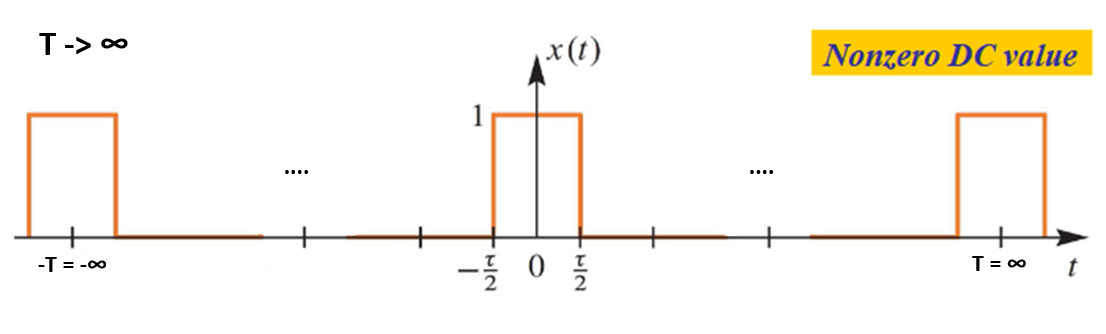 T -> ∞
x(t)
Nonzero DC value
1
....
....
-T = -∞
-τ/2
0
τ/2
T = ∞
t